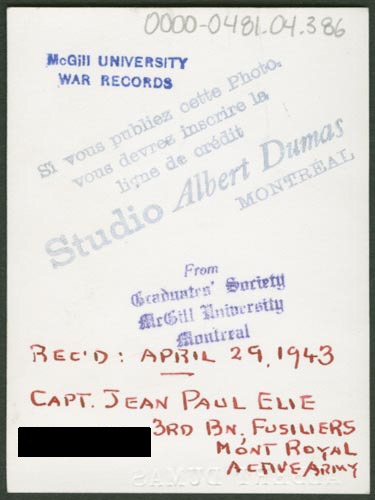 0000-0481.04.386
McGILL UNIVERSITY
WAR RECORDS
Si vous publiez cette Photo.
vous devrez inscrire la
ligne de crédit
Studio Albert Dumas
MONTRÉAL
From
Graduates' Society
McGill University
Montreal
REC'D: APRIL 29, 1943
CAPT. JEAN PAUL ELIE
3RD BN. FUSILIERS
MONT ROYAL
ACTIVE ARMY